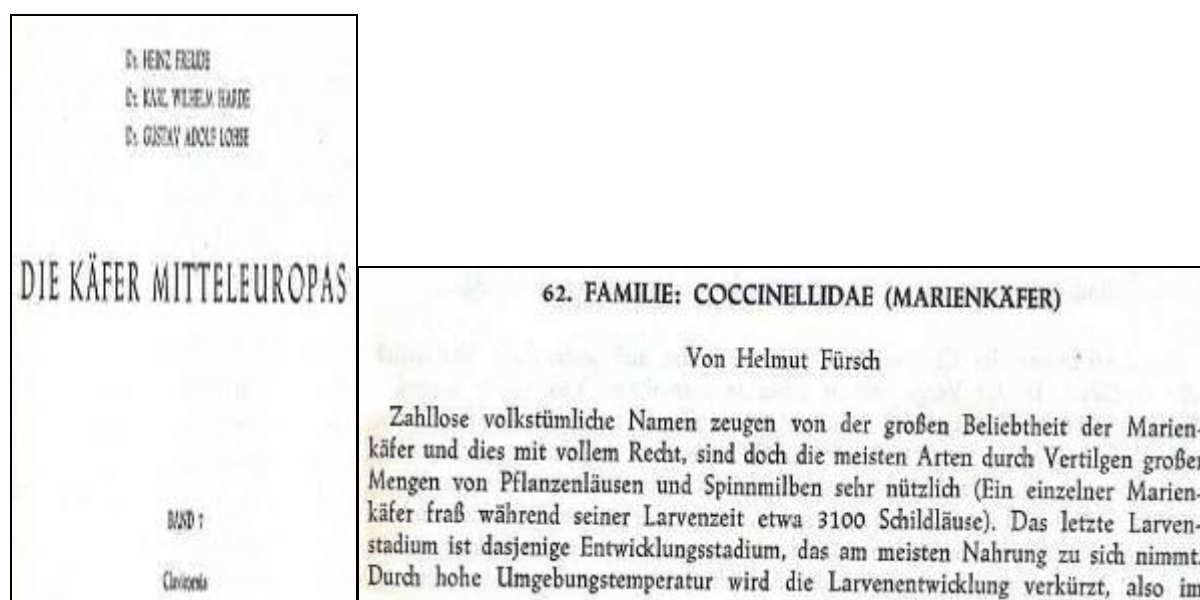 Dr. HEINZ FREUDE
Dr. KARL WILHELM HARDE
Dr. GUSTAV ADOLF LOHSE
DIE KÄFER MITTELEUROPAS
BAND 7
Clavicornia
62. FAMILIE: COCCINELLIDAE (MARIENKÄFER)
Von Helmut Fürsch
Zahllose volkstümliche Namen zeugen von der großen Beliebtheit der Marien-
käfer und dies mit vollem Recht, sind doch die meisten Arten durch Vertilgen großer
Mengen von Pflanzenläusen und Spinnmilben sehr nützlich (Ein einzelner Marien-
käfer fraß während seiner Larvenzeit etwa 3100 Schildläuse). Das letzte Larven-
stadium ist dasjenige Entwicklungsstadium, das am meisten Nahrung zu sich nimmt.
Durch hohe Umgebungstemperatur wird die Larvenentwicklung verkürzt, also im